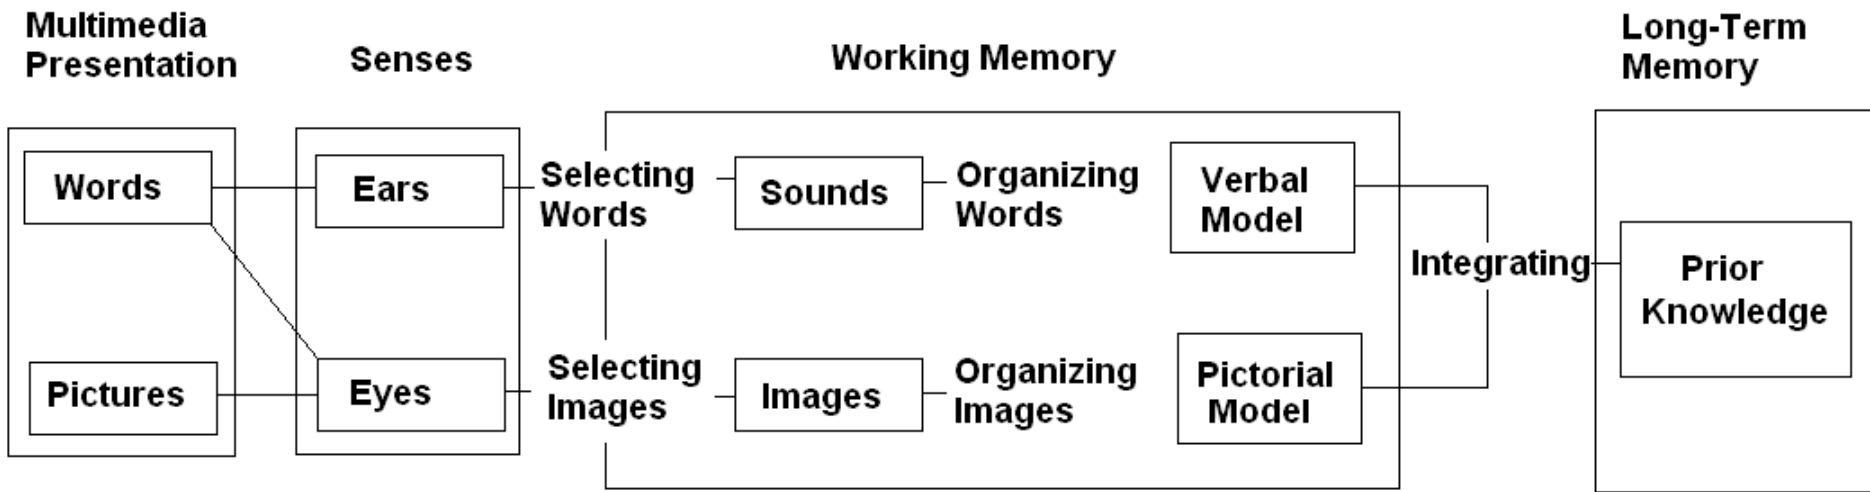 Multimedia
Presentation
Senses
Working Memory
Long-Term
Memory
Words
Ears
Selecting
Words
Sounds
Organizing
Words
Verbal
Model
Integrating
Prior
Knowledge
Pictures
Eyes
Selecting
Images
Images
Organizing
Images
Pictorial
Model